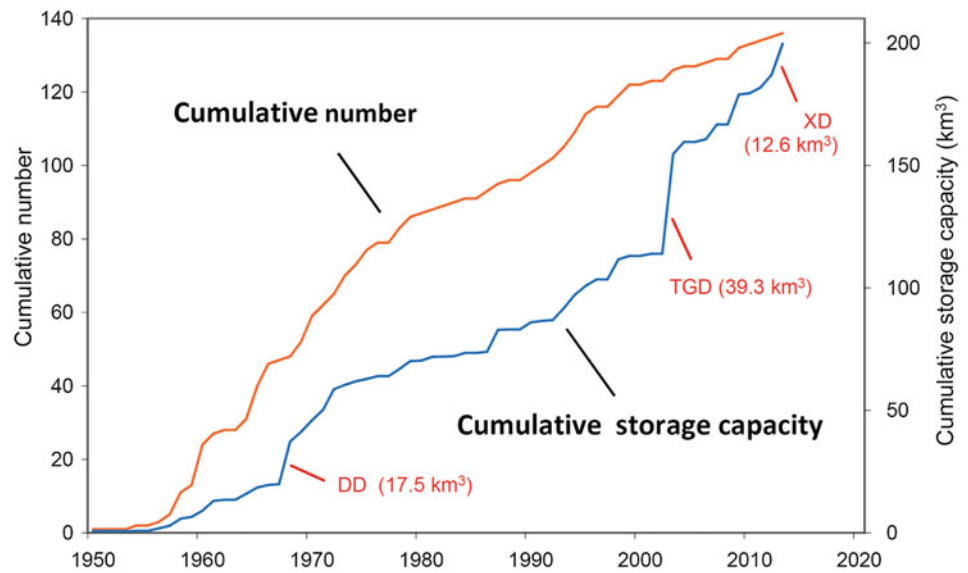 140
120
100
80
60
40
20
0
Cumulative number
Cumulative number
200
150
100
50
0
Cumulative storage capacity (km³)
XD
(12.6 km³)
TGD (39.3 km³)
Cumulative storage capacity
DD (17.5 km³)
1950 1960 1970 1980 1990 2000 2010 2020